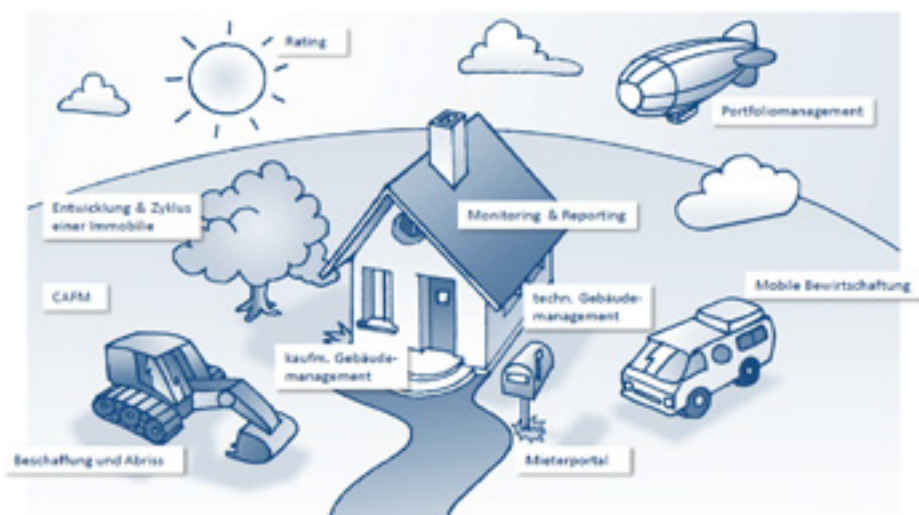 Rating
Portfoliomanagement
Entwicklung & Zyklus
einer Immobilie
Monitoring & Reporting
CAFM
Mobile Bewirtschaftung
techn. Gebäude-
management
kaufm. Gebäude-
management
Beschaffung und Abriss
Mieterportal